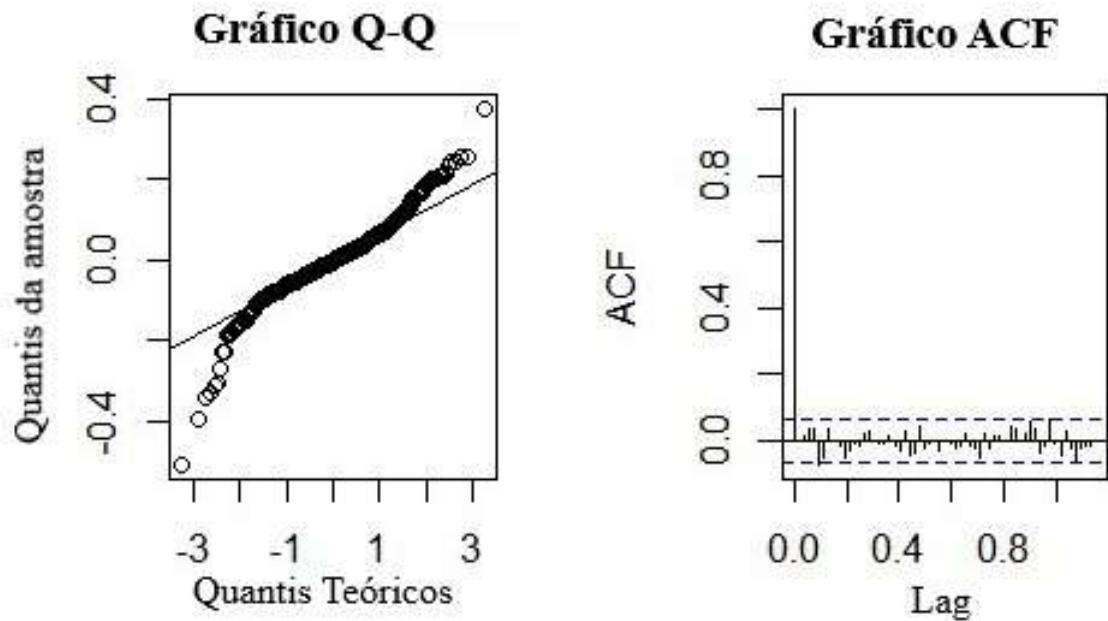 Gráfico Q-Q
Quantis da amostra
0.4
0.0
-0.4
-3 -1 1 3
Quantis Teóricos
Gráfico ACF
ACF
0.8
0.4
0.0
0.0 0.4 0.8
Lag